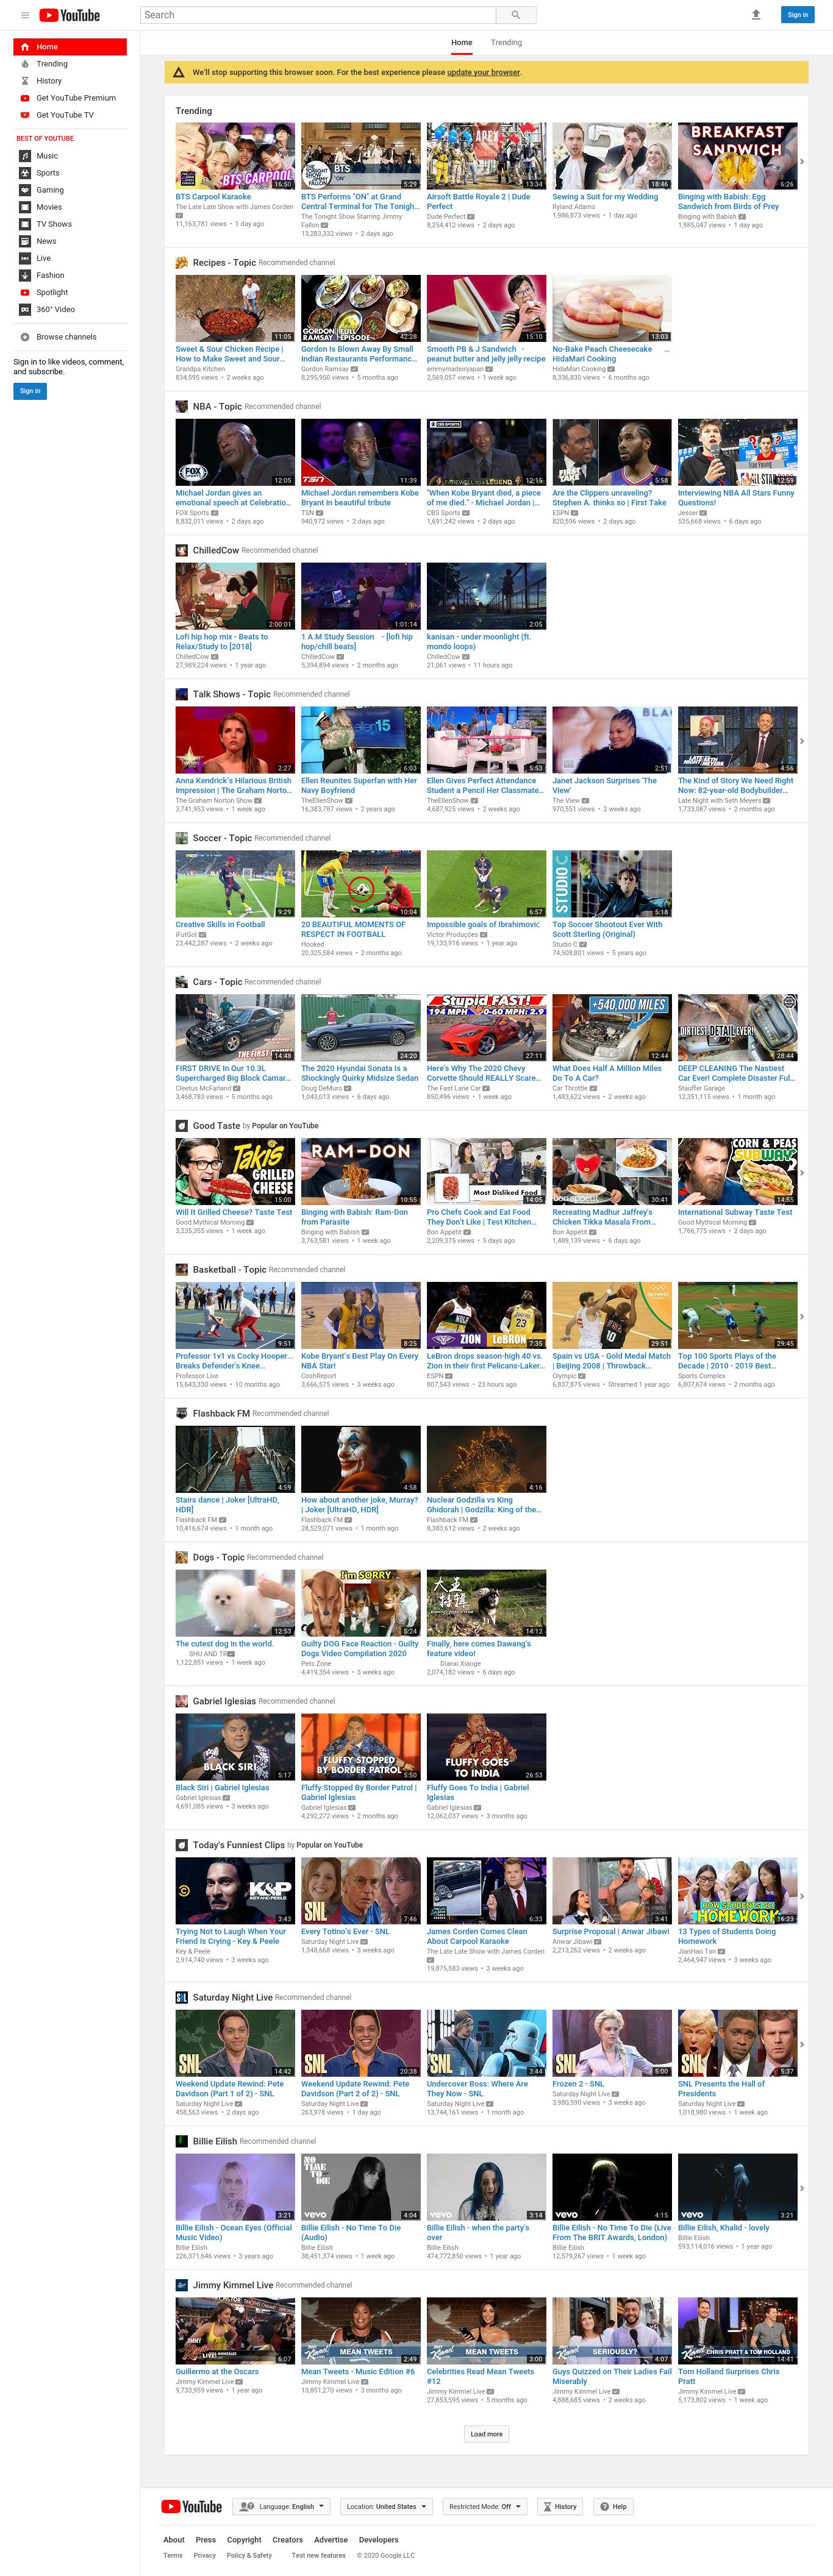 YouTube
Search
Sign in
Home
Trending
History
Get YouTube Premium
Get YouTube TV
BEST OF YOUTUBE
Music
Sports
Gaming
Movies
TV Shows
News
Live
Fashion
Spotlight
360° Video
Browse channels
Sign in to like videos, comment,
and subscribe.
Sign in
Home Trending
We'll stop supporting this browser soon. For the best experience please update your browser.
Trending
BTS CARPOOL
16:50
BTS Carpool Karaoke
The Late Late Show with James Corden
11,163,781 views • 1 day ago
BTS
"ON"
5:29
BTS Performs "ON" at Grand
Central Terminal for The Tonigh...
The Tonight Show Starring Jimmy
Fallon
13,283,332 views • 2 days ago
APEX
13:34
Airsoft Battle Royale 2 | Dude
Perfect
Dude Perfect
8,254,412 views • 2 days ago
18:46
Sewing a Suit for my Wedding
Ryland Adams
1,986,873 views • 1 day ago
BREAKFAST
SANDWICH
6:26
Binging with Babish: Egg
Sandwich from Birds of Prey
Binging with Babish
1,985,047 views • 1 day ago
Recipes - Topic Recommended channel
11:05
Sweet & Sour Chicken Recipe |
How to Make Sweet and Sour...
Grandpa Kitchen
834,595 views • 2 weeks ago
GORDON FULL
RAMSAY EPISODE
42:28
Gordon Is Blown Away By Small
Indian Restaurants Performanc...
Gordon Ramsay
8,295,950 views • 5 months ago
15:10
Smooth PB & J Sandwich -
peanut butter and jelly jelly recipe
emmymadeinjapan
2,569,057 views • 1 week ago
13:03
No-Bake Peach Cheesecake ...
HidaMari Cooking
HidaMari Cooking
8,336,830 views • 6 months ago
NBA - Topic Recommended channel
FOX SPORTS
12:05
Michael Jordan gives an
emotional speech at Celebratio...
FOX Sports
8,832,011 views • 2 days ago
TSN
11:39
Michael Jordan remembers Kobe
Bryant in beautiful tribute
TSN
940,972 views • 2 days ago
CBS SPORTS
FAREWELL TO A LEGEND
12:15
"When Kobe Bryant died, a piece
of me died." - Michael Jordan |...
CBS Sports
1,691,242 views • 2 days ago
FIRST TAKE
5:58
Are the Clippers unraveling?
Stephen A. thinks so | First Take
ESPN
820,596 views • 2 days ago
12:59
Interviewing NBA All Stars Funny
Questions!
Jesser
535,668 views • 6 days ago
ChilledCow Recommended channel
2:00:01
Lofi hip hop mix - Beats to
Relax/Study to [2018]
ChilledCow
27,989,224 views • 1 year ago
1:01:14
1 A.M Study Session - [lofi hip
hop/chill beats]
ChilledCow
5,394,894 views • 2 months ago
2:05
kanisan - under moonlight (ft.
mondo loops)
ChilledCow
21,061 views • 11 hours ago
Talk Shows - Topic Recommended channel
2:27
Anna Kendrick's Hilarious British
Impression | The Graham Norto...
The Graham Norton Show
3,741,953 views • 1 week ago
ellen15
6:03
Ellen Reunites Superfan with Her
Navy Boyfriend
TheEllenShow
16,383,787 views • 2 years ago
5:53
Ellen Gives Perfect Attendance
Student a Pencil Her Classmate...
TheEllenShow
4,687,925 views • 2 weeks ago
2:51
Janet Jackson Surprises 'The
View'
The View
970,551 views • 2 weeks ago
4:56
The Kind of Story We Need Right
Now: 82-year-old Bodybuilder...
Late Night with Seth Meyers
1,733,087 views • 2 months ago
Soccer - Topic Recommended channel
9:29
Creative Skills in Football
iFutGol
23,442,287 views • 2 weeks ago
10:04
20 BEAUTIFUL MOMENTS OF
RESPECT IN FOOTBALL
Hooked
20,325,584 views • 2 months ago
6:57
Impossible goals of Ibrahimović
Victor Produções
19,133,916 views • 1 year ago
STUDIO C
5:18
Top Soccer Shootout Ever With
Scott Sterling (Original)
Studio C
74,508,801 views • 5 years ago
Cars - Topic Recommended channel
14:48
FIRST DRIVE In Our 10.3L
Supercharged Big Block Camar...
Cleetus McFarland
3,468,783 views • 5 months ago
24:20
The 2020 Hyundai Sonata Is a
Shockingly Quirky Midsize Sedan
Doug DeMuro
1,043,013 views • 6 days ago
Stupid FAST!
194 MPH 0-60 MPH: 2.9
27:11
Here's Why The 2020 Chevy
Corvette Should REALLY Scare...
The Fast Lane Car
850,496 views • 1 week ago
+540,000 MILES
12:44
What Does Half A Million Miles
Do To A Car?
Car Throttle
1,483,622 views • 2 weeks ago
DIRTIEST DETAIL EVER!
28:44
DEEP CLEANING The Nastiest
Car Ever! Complete Disaster Ful...
Stauffer Garage
12,351,115 views • 1 month ago
Good Taste by Popular on YouTube
TAKIS
GRILLED
CHEESE
15:00
Will It Grilled Cheese? Taste Test
Good Mythical Morning
3,235,355 views • 1 week ago
RAM-DON
10:55
Binging with Babish: Ram-Don
from Parasite
Binging with Babish
3,763,581 views • 1 week ago
Most Disliked Food
14:05
Pro Chefs Cook and Eat Food
They Don't Like | Test Kitchen...
Bon Appétit
2,209,375 views • 5 days ago
bon appétit
30:41
Recreating Madhur Jaffrey's
Chicken Tikka Masala From...
Bon Appétit
1,489,139 views • 6 days ago
CORN & PEAS
SUBWAY
14:55
International Subway Taste Test
Good Mythical Morning
1,766,775 views • 2 days ago
Basketball - Topic Recommended channel
9:51
Professor 1v1 vs Cocky Hooper...
Breaks Defender's Knee...
Professor Live
15,643,330 views • 10 months ago
8:25
Kobe Bryant's Best Play On Every
NBA Star!
CoshReport
3,666,575 views • 3 weeks ago
ZION LEBRON
7:35
LeBron drops season-high 40 vs.
Zion in their first Pelicans-Laker...
ESPN
807,543 views • 23 hours ago
29:51
Spain vs USA - Gold Medal Match
| Beijing 2008 | Throwback...
Olympic
6,837,875 views • Streamed 1 year ago
29:45
Top 100 Sports Plays of the
Decade | 2010 - 2019 Best...
Sports Complex
6,807,674 views • 2 months ago
Flashback FM Recommended channel
4:59
Stairs dance | Joker [UltraHD,
HDR]
Flashback FM
10,416,674 views • 1 month ago
4:58
How about another joke, Murray?
| Joker [UltraHD, HDR]
Flashback FM
28,529,071 views • 1 month ago
4:16
Nuclear Godzilla vs King
Ghidorah | Godzilla: King of the...
Flashback FM
8,383,612 views • 2 weeks ago
Dogs - Topic Recommended channel
12:53
The cutest dog in the world.
SHU AND TR
1,122,851 views • 1 week ago
I'm SORRY
5:24
Guilty DOG Face Reaction - Guilty
Dogs Video Compilation 2020
Pets Zone
4,419,354 views • 3 weeks ago
大王
特輯
14:12
Finally, here comes Dawang's
feature video!
Dianxi Xiaoge
2,074,182 views • 6 days ago
Gabriel Iglesias Recommended channel
BLACK SIRI
5:17
Black Siri | Gabriel Iglesias
Gabriel Iglesias
4,691,085 views • 3 weeks ago
FLUFFY STOPPED
BY BORDER PATROL
5:50
Fluffy Stopped By Border Patrol |
Gabriel Iglesias
Gabriel Iglesias
4,292,272 views • 2 months ago
FLUFFY GOES
TO INDIA
26:53
Fluffy Goes To India | Gabriel
Iglesias
Gabriel Iglesias
12,062,037 views • 3 months ago
Today's Funniest Clips by Popular on YouTube
K&P
KEY AND PEELE
3:43
Trying Not to Laugh When Your
Friend Is Crying - Key & Peele
Key & Peele
2,914,740 views • 3 weeks ago
SNL
7:46
Every Totino's Ever - SNL
Saturday Night Live
1,348,668 views • 3 weeks ago
6:33
James Corden Comes Clean
About Carpool Karaoke
The Late Late Show with James Corden
19,875,583 views • 3 weeks ago
3:41
Surprise Proposal | Anwar Jibawi
Anwar Jibawi
2,213,262 views • 2 weeks ago
HOW STUDENTS DO
HOMEWORK
16:23
13 Types of Students Doing
Homework
JianHao Tan
2,464,947 views • 3 weeks ago
Saturday Night Live Recommended channel
SNL
14:42
Weekend Update Rewind: Pete
Davidson (Part 1 of 2) - SNL
Saturday Night Live
458,563 views • 2 days ago
SNL
20:38
Weekend Update Rewind: Pete
Davidson (Part 2 of 2) - SNL
Saturday Night Live
263,978 views • 1 day ago
SNL
3:44
Undercover Boss: Where Are
They Now - SNL
Saturday Night Live
13,744,161 views • 1 month ago
SNL
5:00
Frozen 2 - SNL
Saturday Night Live
3,980,590 views • 3 weeks ago
SNL
5:37
SNL Presents the Hall of
Presidents
Saturday Night Live
1,018,980 views • 1 week ago
Billie Eilish Recommended channel
3:21
Billie Eilish - Ocean Eyes (Official
Music Video)
Billie Eilish
226,371,646 views • 3 years ago
NO
TIME TO
DIE
vevo
4:04
Billie Eilish - No Time To Die
(Audio)
Billie Eilish
38,451,374 views • 1 week ago
vevo
3:14
Billie Eilish - when the party's
over
Billie Eilish
474,772,850 views • 1 year ago
vevo
4:15
Billie Eilish - No Time To Die (Live
From The BRIT Awards, London)
Billie Eilish
12,579,267 views • 1 week ago
vevo
3:21
Billie Eilish, Khalid - lovely
Billie Eilish
593,114,016 views • 1 year ago
Jimmy Kimmel Live Recommended channel
6:07
Guillermo at the Oscars
Jimmy Kimmel Live
9,733,959 views • 1 year ago
MEAN TWEETS
2:49
Mean Tweets - Music Edition #6
Jimmy Kimmel Live
13,851,270 views • 3 months ago
MEAN TWEETS
3:00
Celebrities Read Mean Tweets
#12
Jimmy Kimmel Live
27,853,595 views • 5 months ago
SERIOUSLY?
4:07
Guys Quizzed on Their Ladies Fail
Miserably
Jimmy Kimmel Live
4,888,685 views • 2 weeks ago
CHRIS PRATT & TOM HOLLAND
14:41
Tom Holland Surprises Chris
Pratt
Jimmy Kimmel Live
5,173,802 views • 1 week ago
Load more
YouTube Language: English Location: United States Restricted Mode: Off History Help
About Press Copyright Creators Advertise Developers
Terms Privacy Policy & Safety Test new features © 2020 Google LLC